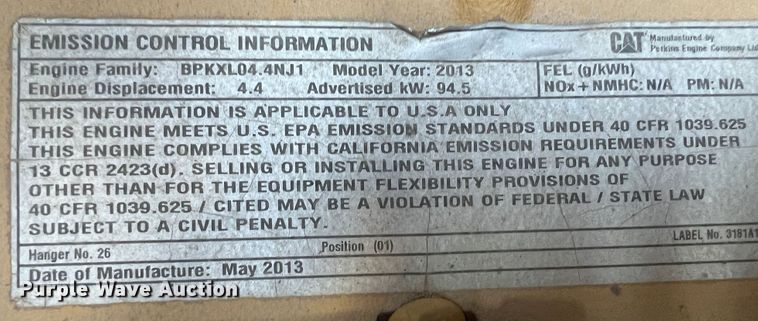 EMISSION CONTROL INFORMATION
CAT Manufactured by
Perkins Engine Company Ltd
Engine Family: BPKXL04.4NJ1 Model Year: 2013 FEL (g/kWh)
Engine Displacement: 4.4 Advertised kW: 94.5 NOx+NMHC: N/A PM: N/A
THIS INFORMATION IS APPLICABLE TO U.S.A ONLY
THIS ENGINE MEETS U.S. EPA EMISSION STANDARDS UNDER 40 CFR 1039.625
THIS ENGINE COMPLIES WITH CALIFORNIA EMISSION REQUIREMENTS UNDER
13 CCR 2423(d). SELLING OR INSTALLING THIS ENGINE FOR ANY PURPOSE
OTHER THAN FOR THE EQUIPMENT FLEXIBILITY PROVISIONS OF
40 CFR 1039.625 / CITED MAY BE A VIOLATION OF FEDERAL / STATE LAW
SUBJECT TO A CIVIL PENALTY.
LABEL No. 3181A1
Hanger No. 26 Position (01)
Date of Manufacture: May 2013
Purple Wave Auction